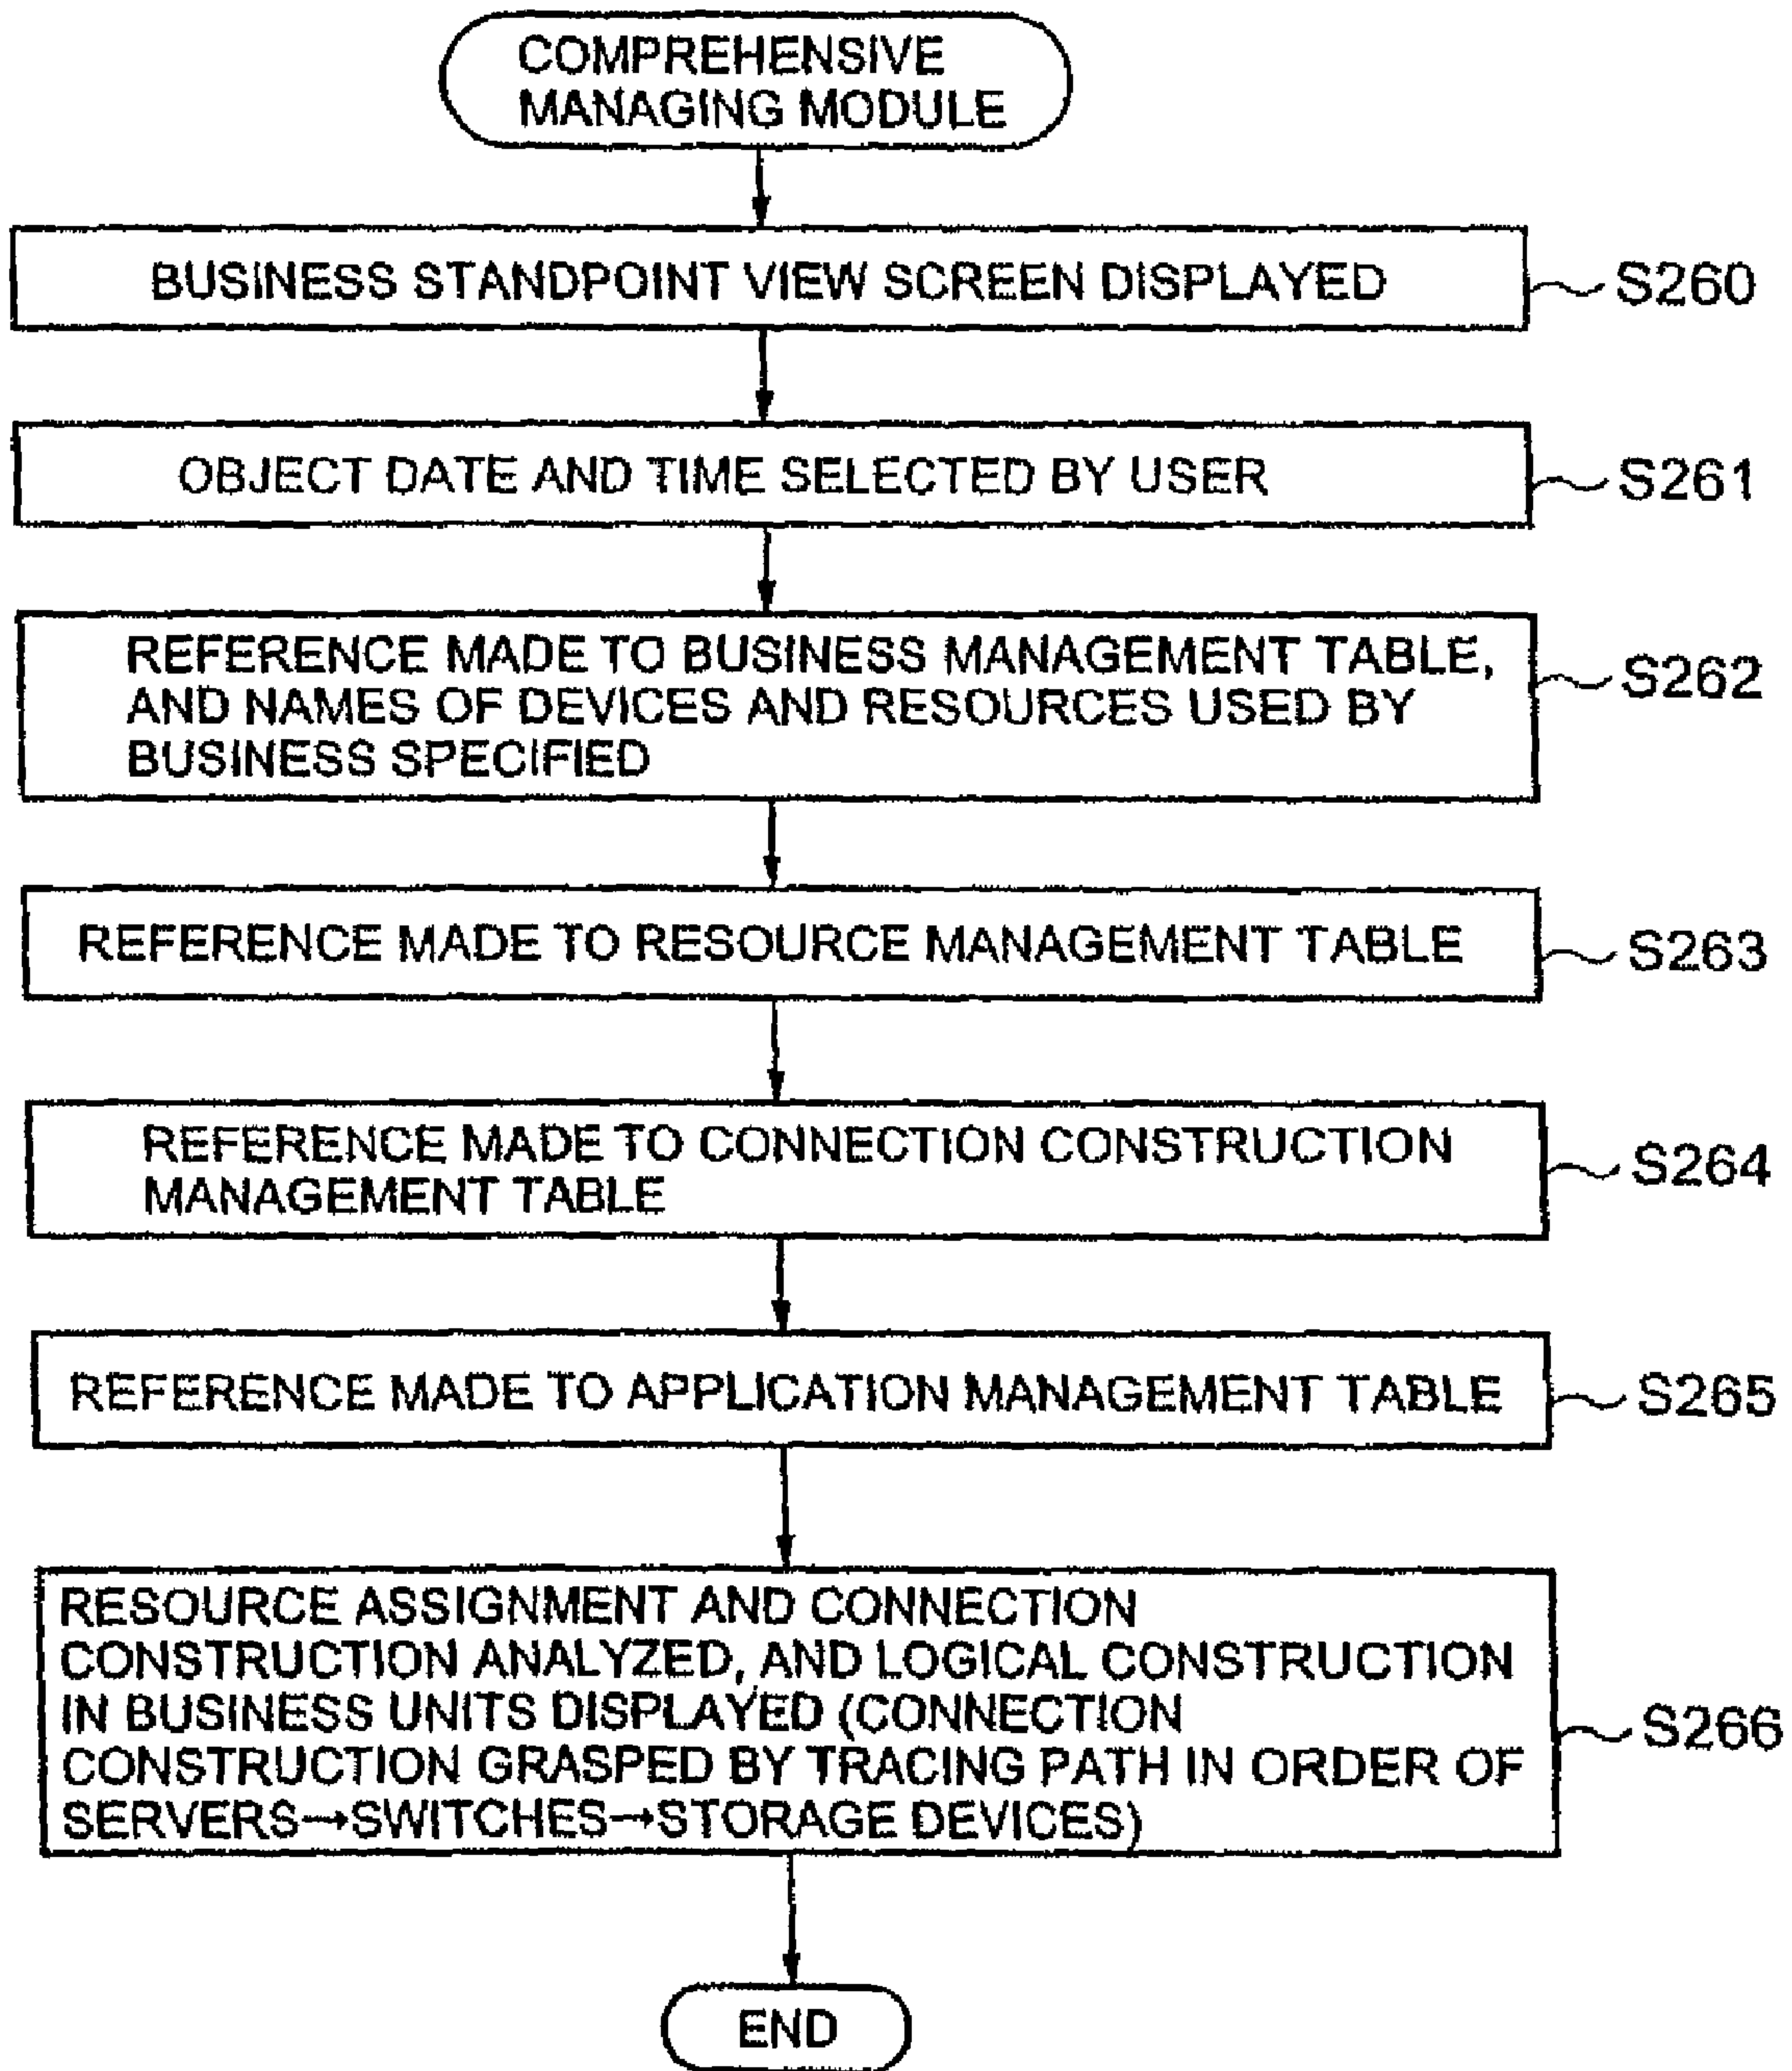 COMPREHENSIVE
MANAGING MODULE
BUSINESS STANDPOINT VIEW SCREEN DISPLAYED
S260
OBJECT DATE AND TIME SELECTED BY USER
S261
REFERENCE MADE TO BUSINESS MANAGEMENT TABLE,
AND NAMES OF DEVICES AND RESOURCES USED BY
BUSINESS SPECIFIED
S262
REFERENCE MADE TO RESOURCE MANAGEMENT TABLE
S263
REFERENCE MADE TO CONNECTION CONSTRUCTION
MANAGEMENT TABLE
S264
REFERENCE MADE TO APPLICATION MANAGEMENT TABLE
S265
RESOURCE ASSIGNMENT AND CONNECTION
CONSTRUCTION ANALYZED, AND LOGICAL CONSTRUCTION
IN BUSINESS UNITS DISPLAYED (CONNECTION
CONSTRUCTION GRASPED BY TRACING PATH IN ORDER OF
SERVERS→SWITCHES→STORAGE DEVICES)
S266
END